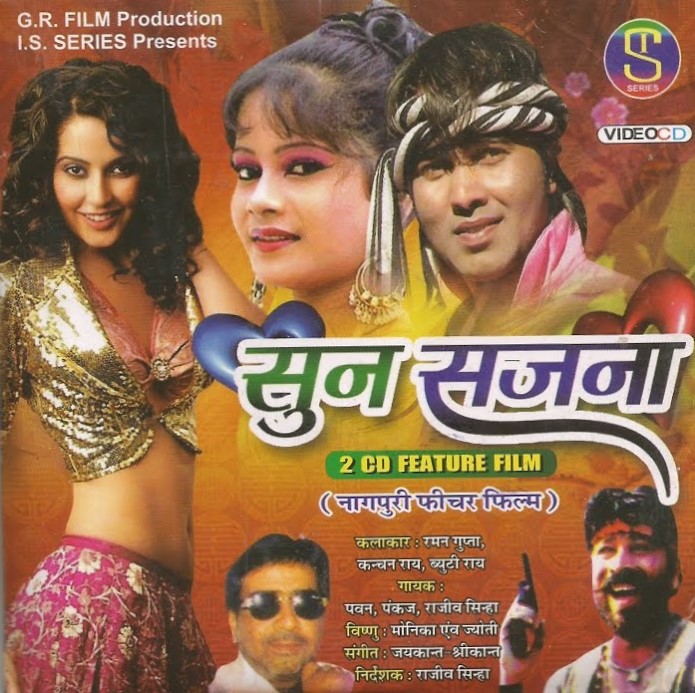 G.R. FILM Production
I.S. SERIES Presents
IST
SERIES
VIDEOCD
सुन सजना
2 CD FEATURE FILM
( नागपुरी फीचर फिल्म )
कलाकार : रमन गुप्ता,
कन्चन राय, ब्युटी राय
गायक :
पवन, पंकज, राजीव सिन्हा
विष्णु : मोनिका एंव ज्योती
संगीत : जयकान्त- श्रीकान्त
निर्देशक : राजीव सिन्हा